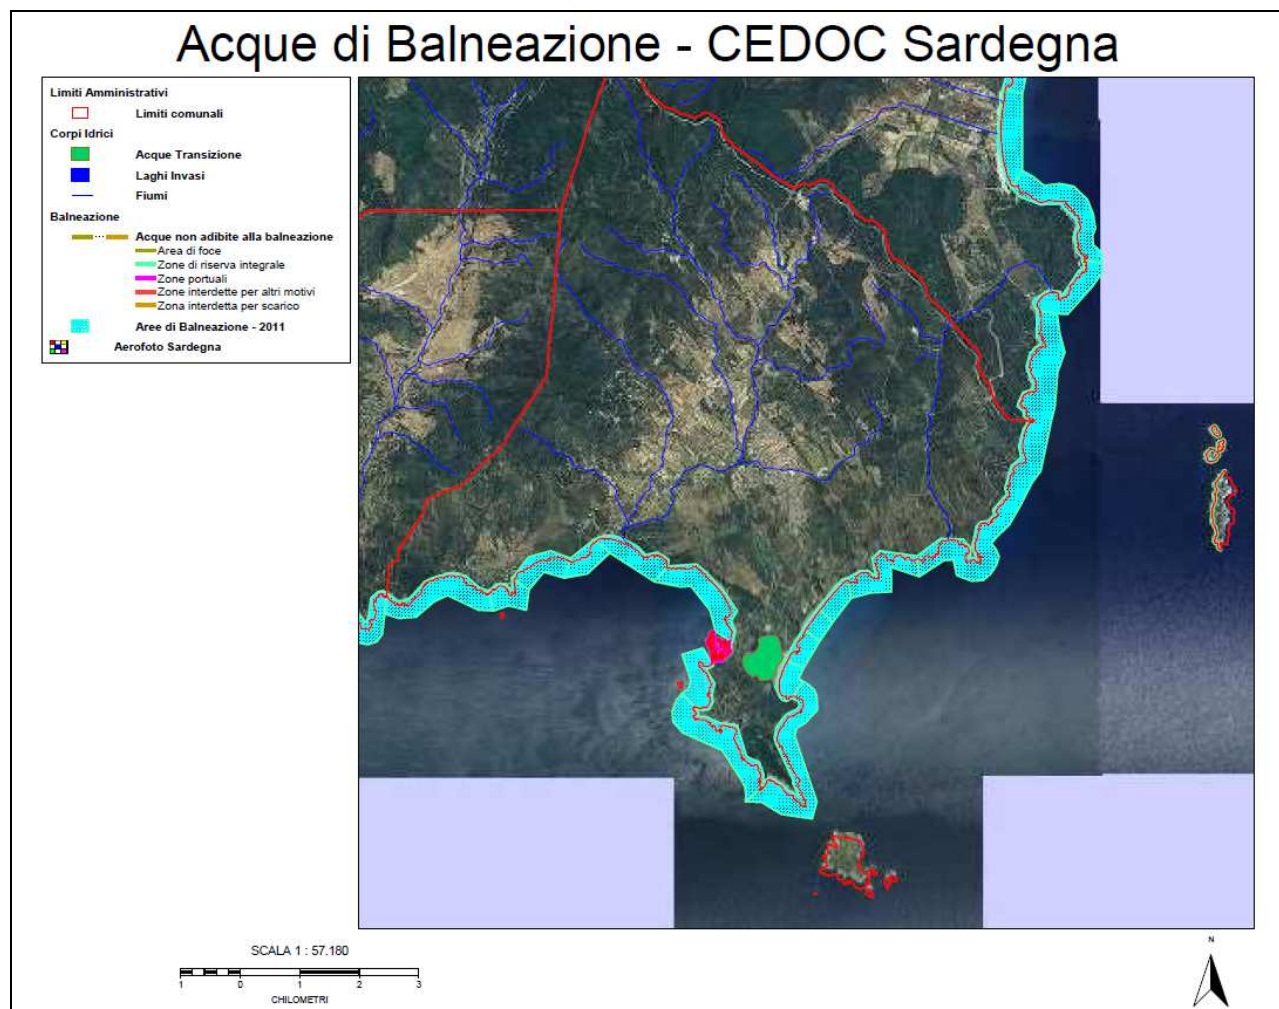 Acque di Balneazione - CEDOC Sardegna
Limiti Amministrativi
Limiti comunali
Corpi Idrici
Acque Transizione
Laghi Invasi
Fiumi
Balneazione
Acque non adibite alla balneazione
Area di foce
Zone di riserva integrale
Zone portuali
Zone interdette per altri motivi
Zona interdetta per scarico
Aree di Balneazione - 2011
Aerofoto Sardegna
SCALA 1 : 57.180
1 0 1 2 3
CHILOMETRI
N